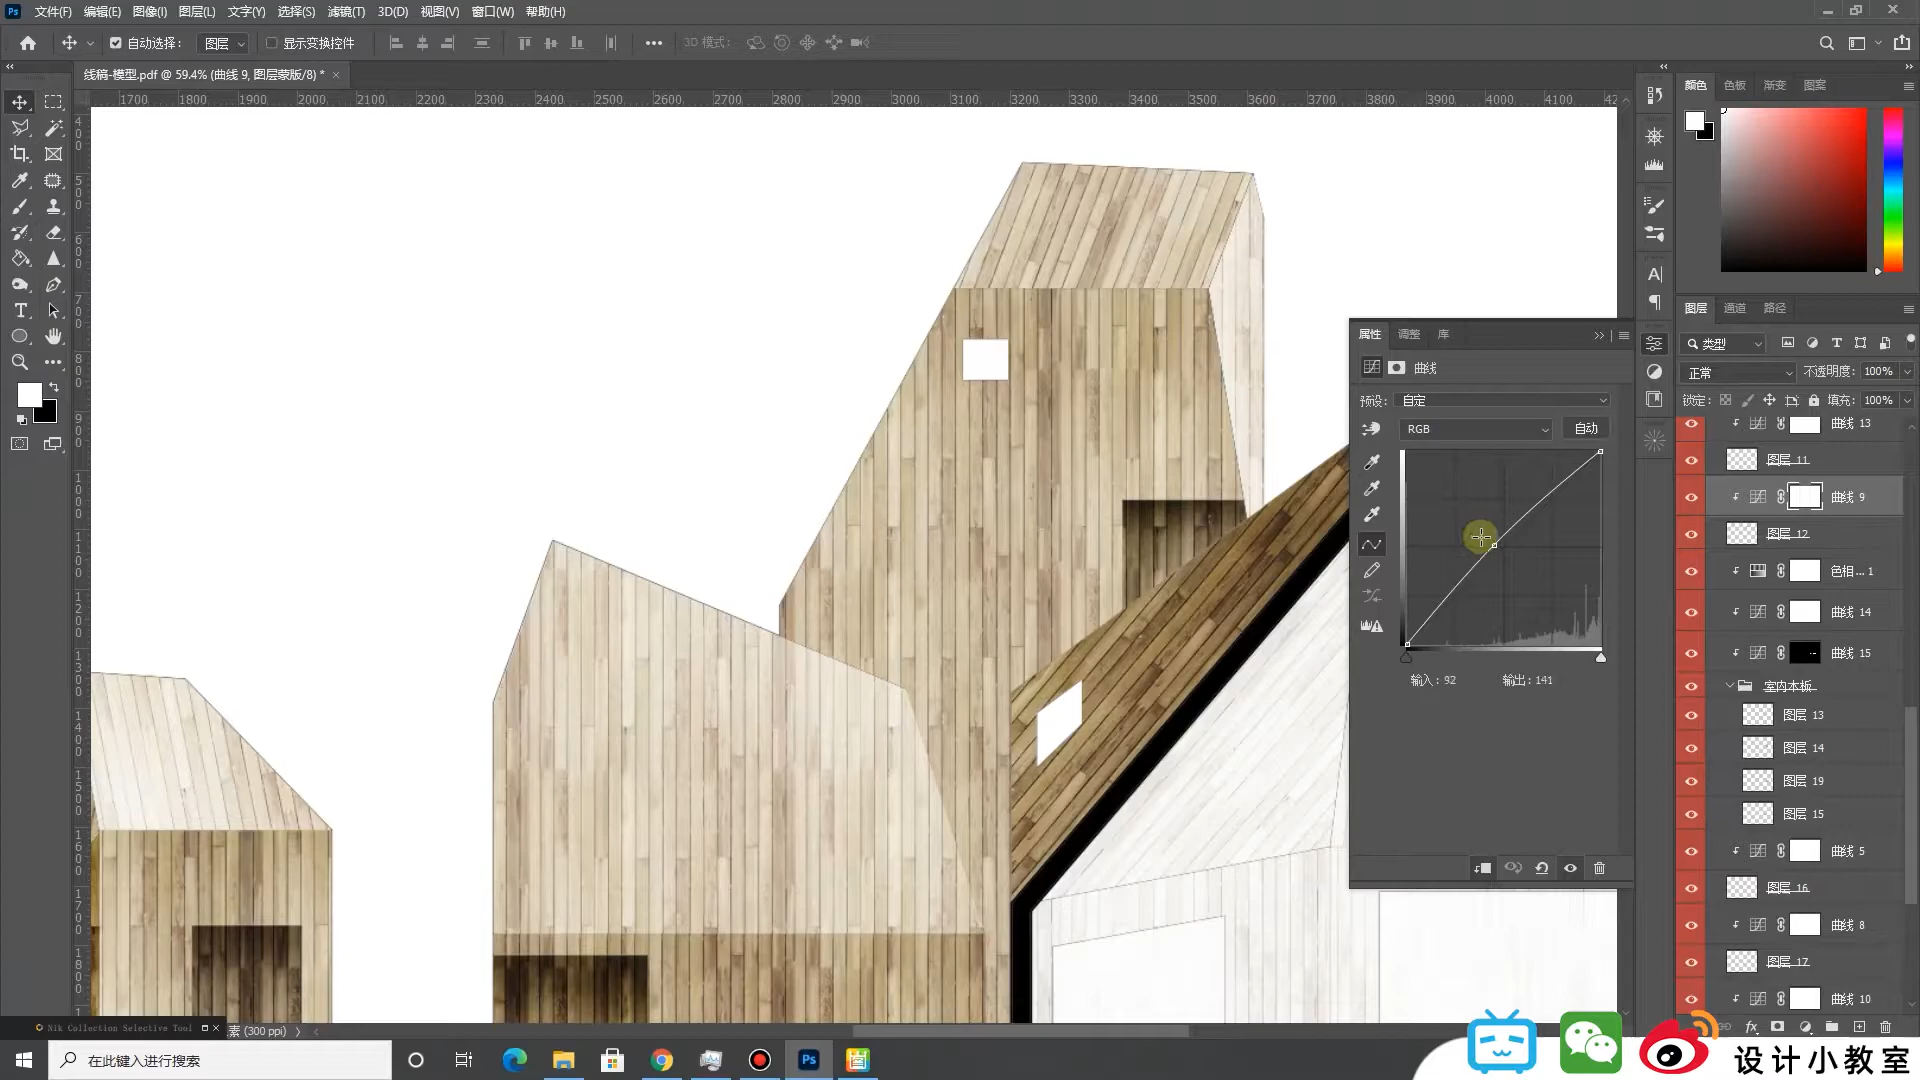 Ps 文件(F) 编辑(E) 图像(I) 图层(L) 文字(Y) 选择(S) 滤镜(T) 3D(D) 视图(V) 窗口(W) 帮助(H)
自动选择: 图层 显示变换控件 3D 模式:
线稿-模型.pdf @ 59.4% (曲线 9, 图层蒙版/8) *
1700 1800 1900 2000 2100 2200 2300 2400 2500 2600 2700 2800 2900 3000 3100 3200 3300 3400 3500 3600 3700 3800 3900 4000 4100
颜色 色板 渐变 图案
图层 通道 路径
类型
正常 不透明度: 100%
锁定: 填充: 100%
曲线 13
图层 11
曲线 9
图层 12
色相... 1
曲线 14
曲线 15
室内木板
图层 13
图层 14
图层 19
图层 15
曲线 5
图层 16
曲线 8
图层 17
曲线 10
属性 调整 库
曲线
预设: 自定
RGB 自动
输入: 92 输出: 141
Nik Collection Selective Tool
素 (300 ppi)
在此键入进行搜索
Ps
设计小教室